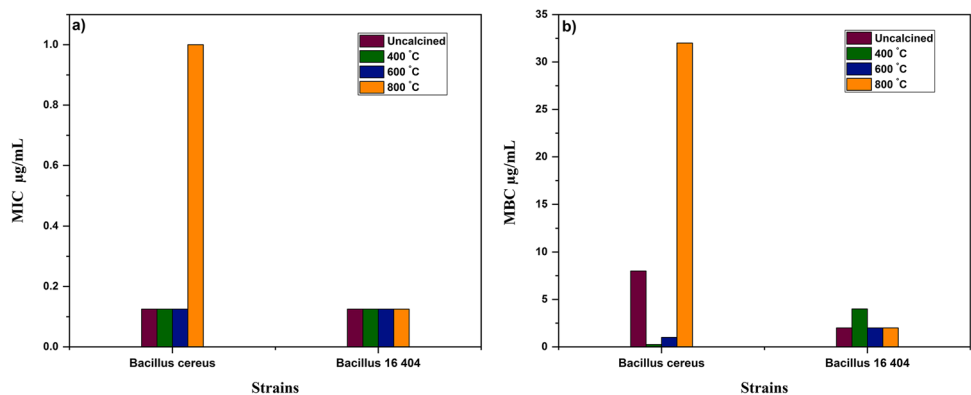 a)
Uncalcined
400 °C
600 °C
800 °C
1.0
0.8
0.6
0.4
0.2
0.0
MIC µg/mL
Bacillus cereus
Bacillus 16 404
Strains
b)
Uncalcined
400 °C
600 °C
800 °C
35
30
25
20
15
10
5
0
MBC µg/mL
Bacillus cereus
Bacillus 16 404
Strains